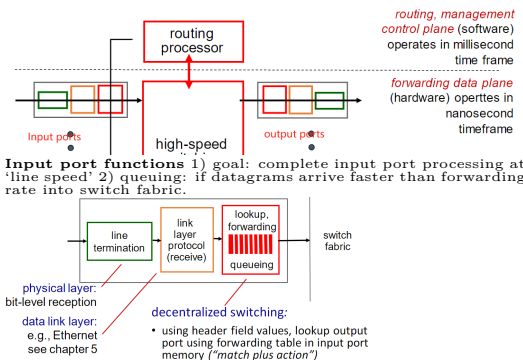 routing, management
control plane (software)
operates in millisecond
time frame
routing
processor
forwarding data plane
(hardware) operttes in
nanosecond
timeframe
Input ports
output ports
high-speed
Input port functions 1) goal: complete input port processing at
‘line speed’ 2) queuing: if datagrams arrive faster than forwarding
rate into switch fabric.
line
termination
link
layer
protocol
(receive)
lookup,
forwarding
queueing
switch
fabric
physical layer:
bit-level reception
data link layer:
e.g., Ethernet
see chapter 5
decentralized switching:
• using header field values, lookup output
port using forwarding table in input port
memory (“match plus action”)